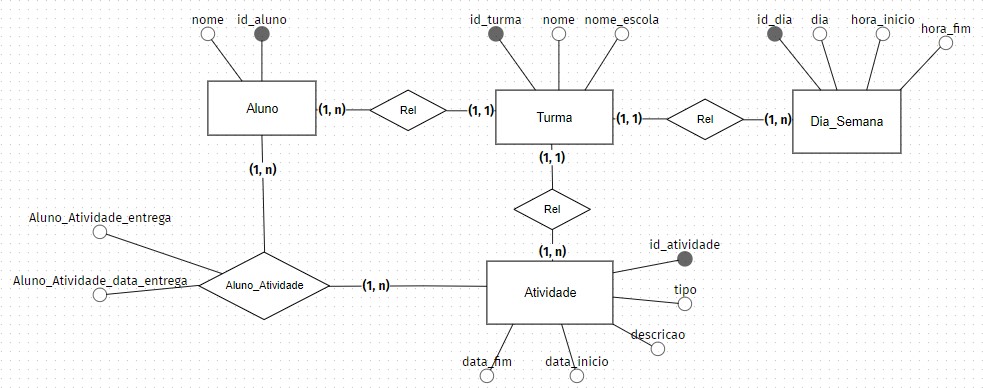 nome
id_aluno
id_turma
nome
nome_escola
id_dia
dia
hora_inicio
hora_fim
Aluno
(1, n)
Rel
(1, 1)
Turma
(1, 1)
Rel
(1, n)
Dia_Semana
(1, n)
(1, 1)
Rel
(1, n)
Aluno_Atividade_entrega
Aluno_Atividade_data_entrega
Aluno_Atividade
(1, n)
Atividade
id_atividade
tipo
descricao
data_fim
data_inicio